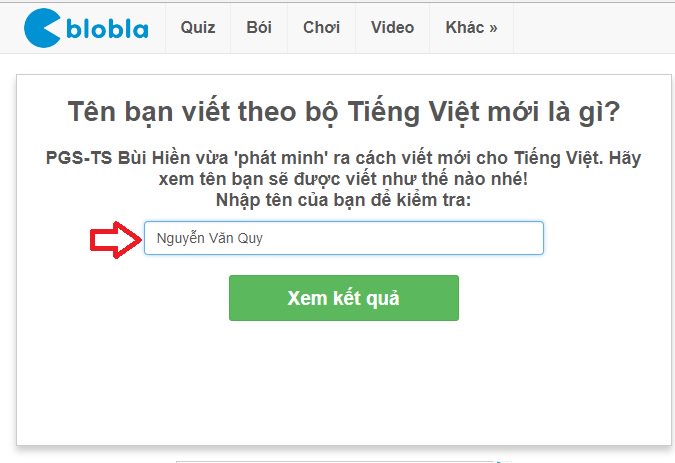 blobla Quiz Bói Chơi Video Khác »
Tên bạn viết theo bộ Tiếng Việt mới là gì?
PGS-TS Bùi Hiền vừa 'phát minh' ra cách viết mới cho Tiếng Việt. Hãy
xem tên bạn sẽ được viết như thế nào nhé!
Nhập tên của bạn để kiểm tra:
Nguyễn Văn Quy
Xem kết quả